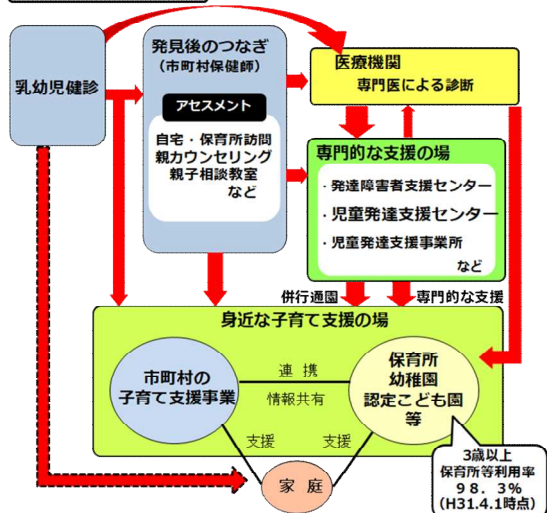 乳幼児健診
発見後のつなぎ
（市町村保健師）
アセスメント
自宅・保育所訪問
親カウンセリング
親子相談教室
など
医療機関
専門医による診断
専門的な支援の場
・発達障害者支援センター
・児童発達支援センター
・児童発達支援事業所
など
併行通園
専門的な支援
身近な子育て支援の場
市町村の
子育て支援事業
連 携
情報共有
保育所
幼稚園
認定こども園
等
支援
支援
家 庭
3歳以上
保育所等利用率
９８．３％
（H31.4.1時点）